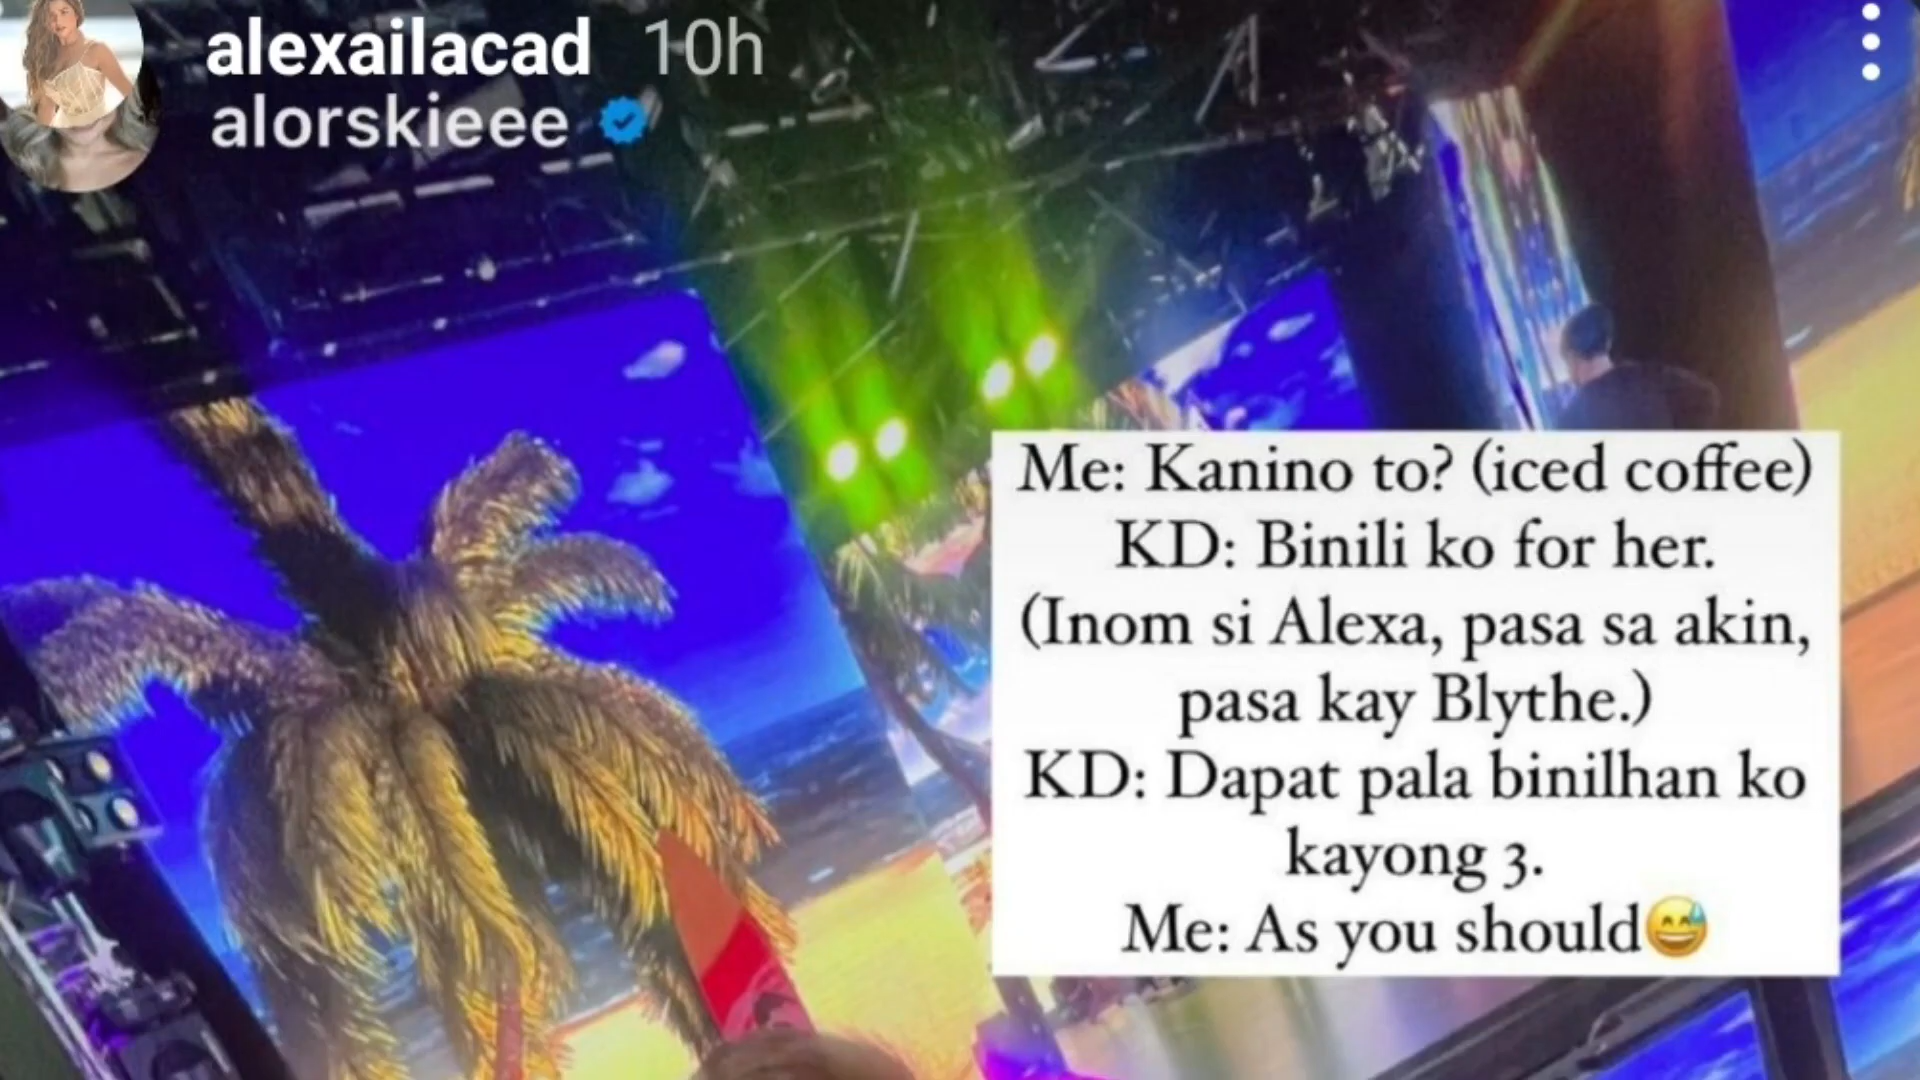 alexailacad 10h
alorskieee
Me: Kanino to? (iced coffee)
KD: Binili ko for her.
(Inom si Alexa, pasa sa akin,
pasa kay Blythe.)
KD: Dapat pala binilhan ko
kayong 3.
Me: As you should😅